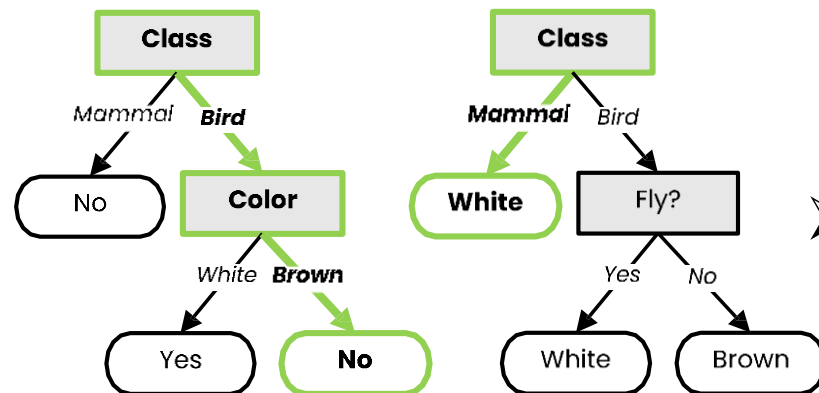 Class
Mammal
Bird
No
Color
White
Brown
Yes
No
Class
Mammal
Bird
White
Fly?
Yes
No
White
Brown